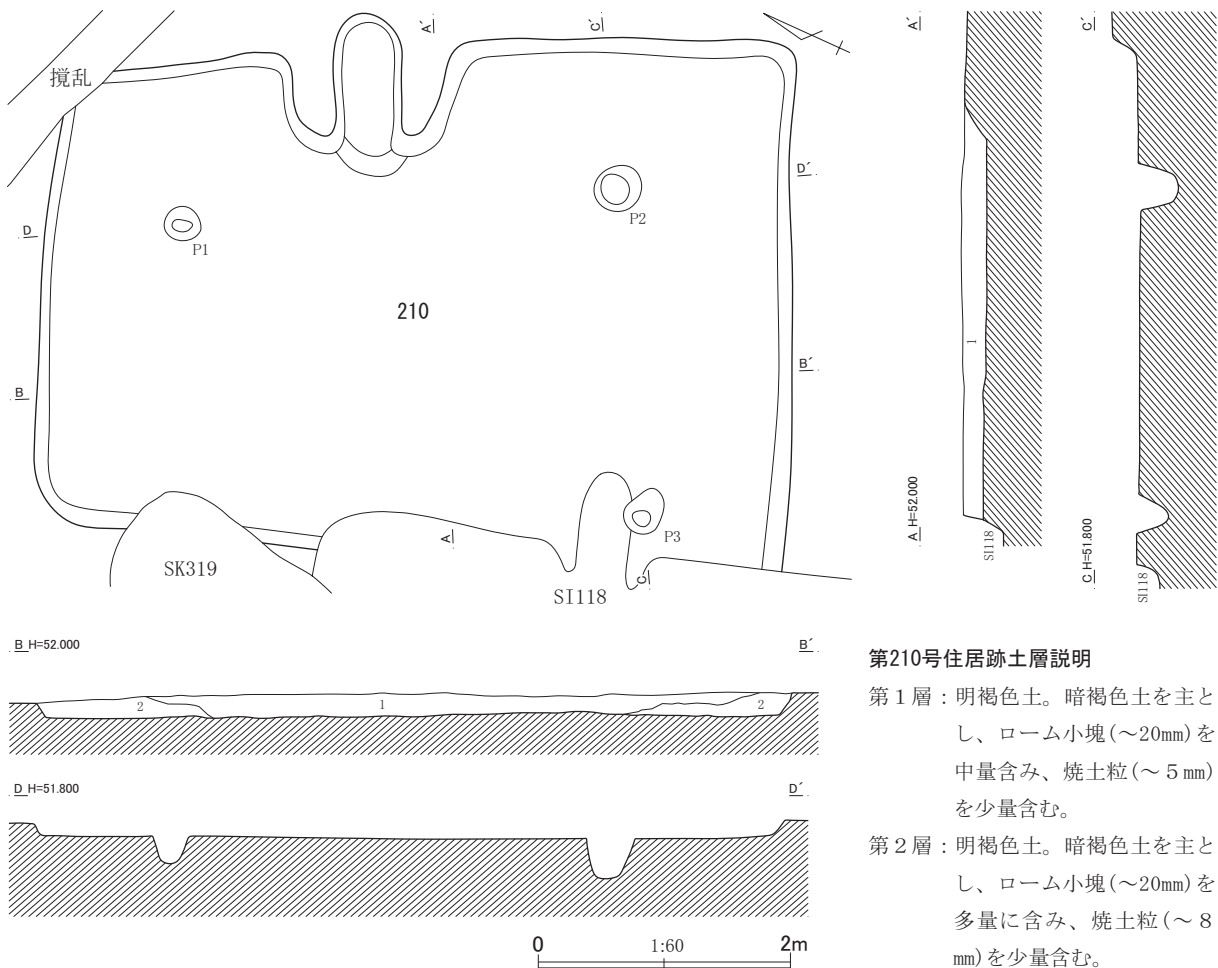 A′
C′
A′
C′
撹乱
D′
P2
D
P1
210
B′
B
1
P3
A
SK319
C
SI118
A H=52.000
SI118
C H=51.800
SI118
B H=52.000
B′
2
1
2
D H=51.800
D′
0
1:60
2m
第210号住居跡土層説明
第１層：明褐色土。暗褐色土を主と
し、ローム小塊(～20mm)を
中量含み、焼土粒(～５mm)
を少量含む。
第２層：明褐色土。暗褐色土を主と
し、ローム小塊(～20mm)を
多量に含み、焼土粒(～８
mm)を少量含む。